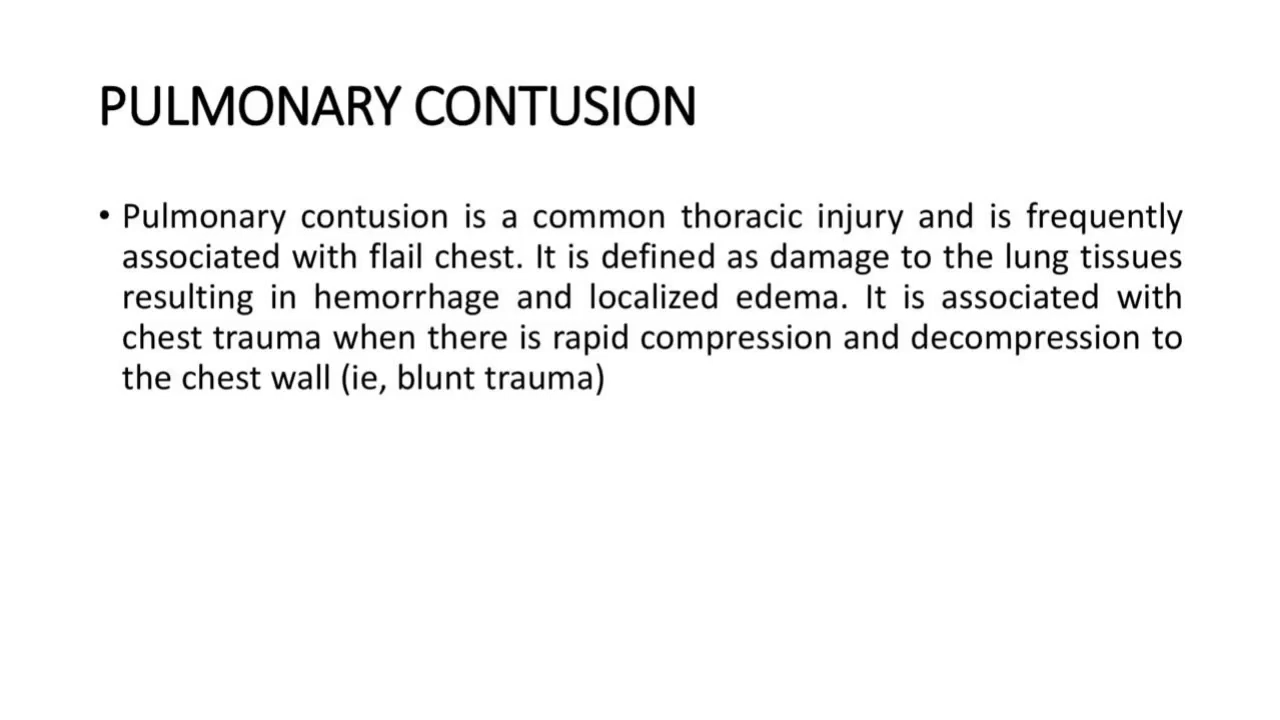 PULMONARY CONTUSION
• Pulmonary contusion is a common thoracic injury and is frequently
associated with flail chest. It is defined as damage to the lung tissues
resulting in hemorrhage and localized edema. It is associated with
chest trauma when there is rapid compression and decompression to
the chest wall (ie, blunt trauma)